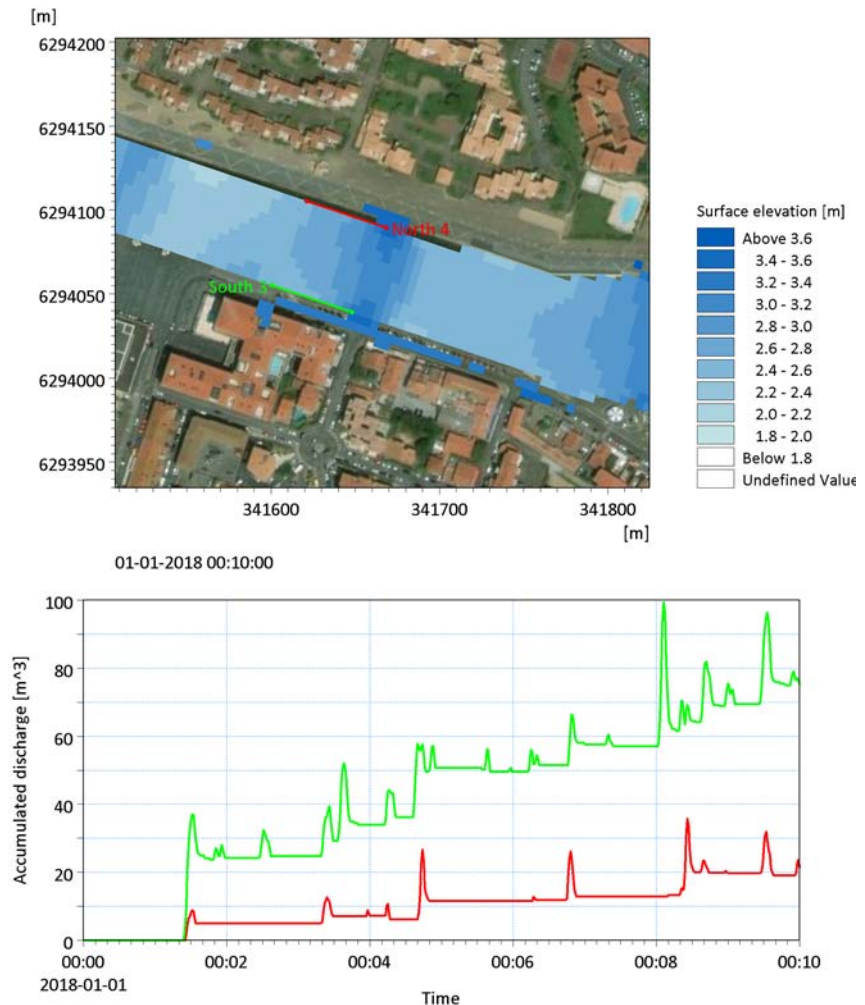 [m]
6294200
6294150
6294100
6294050
6294000
6293950
North 4
South 3
341600
341700
341800
[m]
Surface elevation [m]
Above 3.6
3.4 - 3.6
3.2 - 3.4
3.0 - 3.2
2.8 - 3.0
2.6 - 2.8
2.4 - 2.6
2.2 - 2.4
2.0 - 2.2
1.8 - 2.0
Below 1.8
Undefined Value
01-01-2018 00:10:00
Accumulated discharge [m^3]
100
80
60
40
20
0
00:00
00:02
00:04
00:06
00:08
00:10
2018-01-01
Time